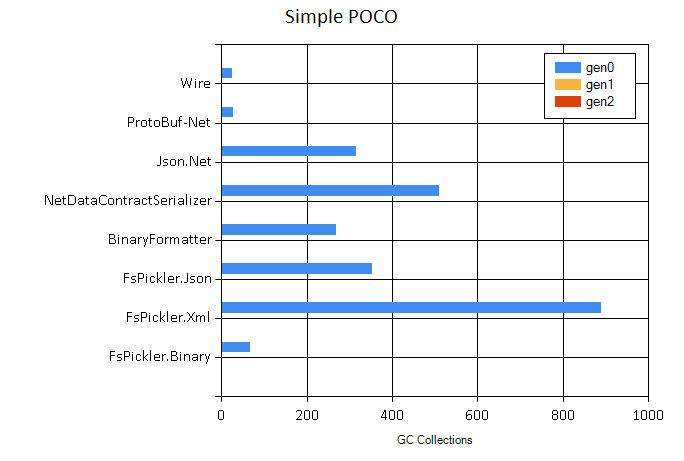 Simple POCO
gen0
gen1
gen2
Wire
ProtoBuf-Net
Json.Net
NetDataContractSerializer
BinaryFormatter
FsPickler.Json
FsPickler.Xml
FsPickler.Binary
0 200 400 600 800 1000
GC Collections